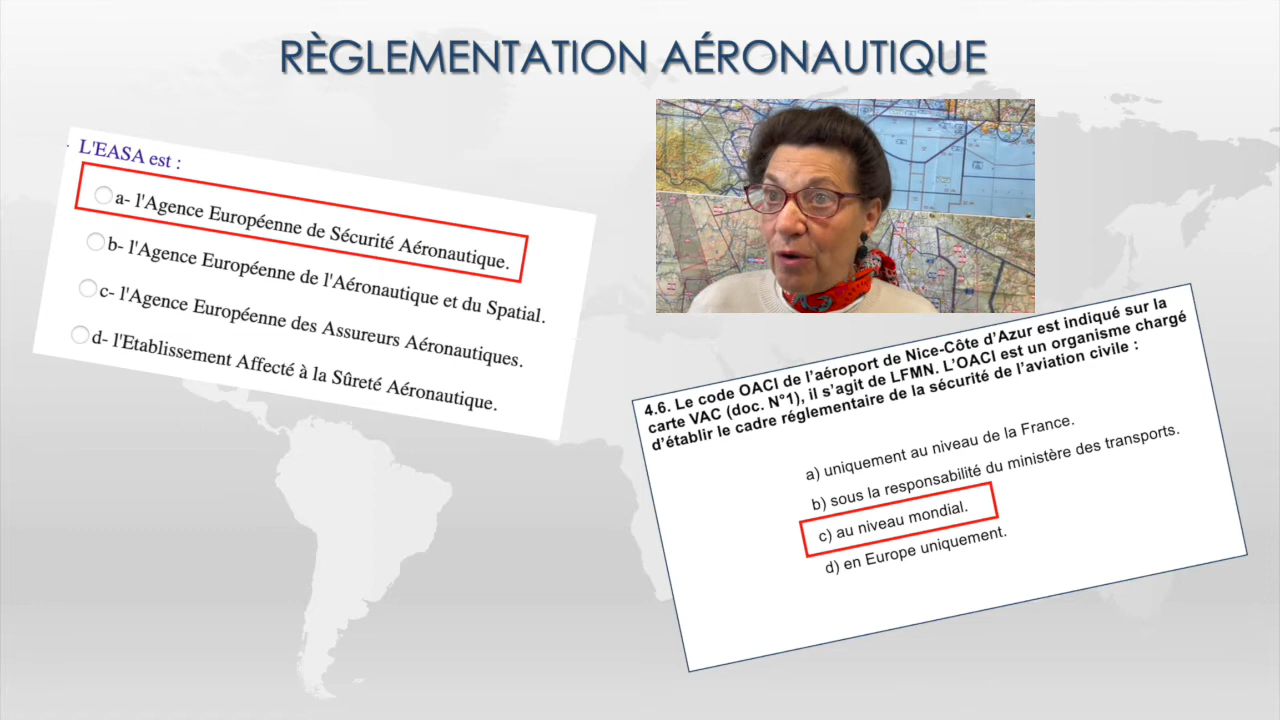 RÈGLEMENTATION AÉRONAUTIQUE
L'EASA est :
a- l'Agence Européenne de Sécurité Aéronautique.
b- l'Agence Européenne de l'Aéronautique et du Spatial.
c- l'Agence Européenne des Assureurs Aéronautiques.
d- l'Etablissement Affecté à la Sûreté Aéronautique.
4.6. Le code OACI de l'aéroport de Nice-Côte d'Azur est indiqué sur la
carte VAC (doc. N°1), il s'agit de LFMN. L'OACI est un organisme chargé
d'établir le cadre réglementaire de la sécurité de l'aviation civile :
a) uniquement au niveau de la France.
b) sous la responsabilité du ministère des transports.
c) au niveau mondial.
d) en Europe uniquement.